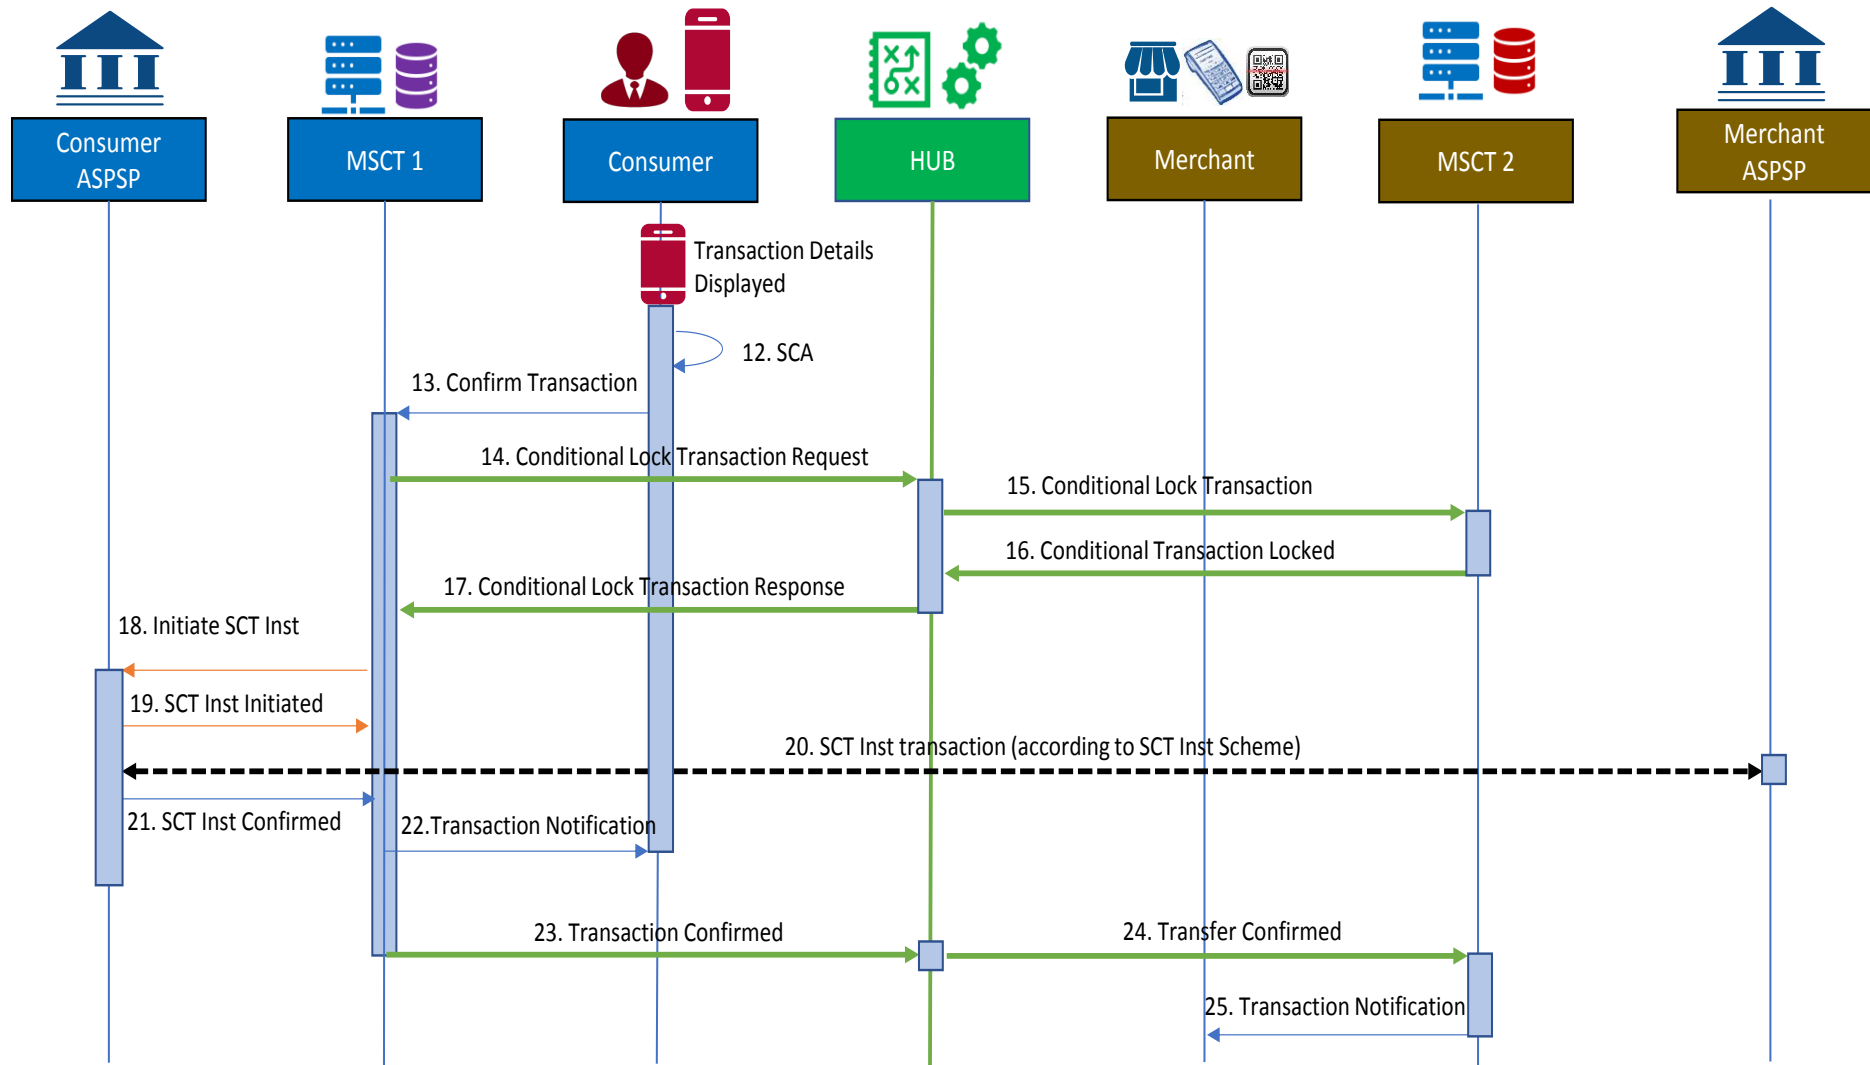 Consumer
ASPSP
MSCT 1
Consumer
HUB
Merchant
MSCT 2
Merchant
ASPSP
Transaction Details
Displayed
12. SCA
13. Confirm Transaction
14. Conditional Lock Transaction Request
15. Conditional Lock Transaction
16. Conditional Transaction Locked
17. Conditional Lock Transaction Response
18. Initiate SCT Inst
19. SCT Inst Initiated
20. SCT Inst transaction (according to SCT Inst Scheme)
21. SCT Inst Confirmed
22.Transaction Notification
23. Transaction Confirmed
24. Transfer Confirmed
25. Transaction Notification